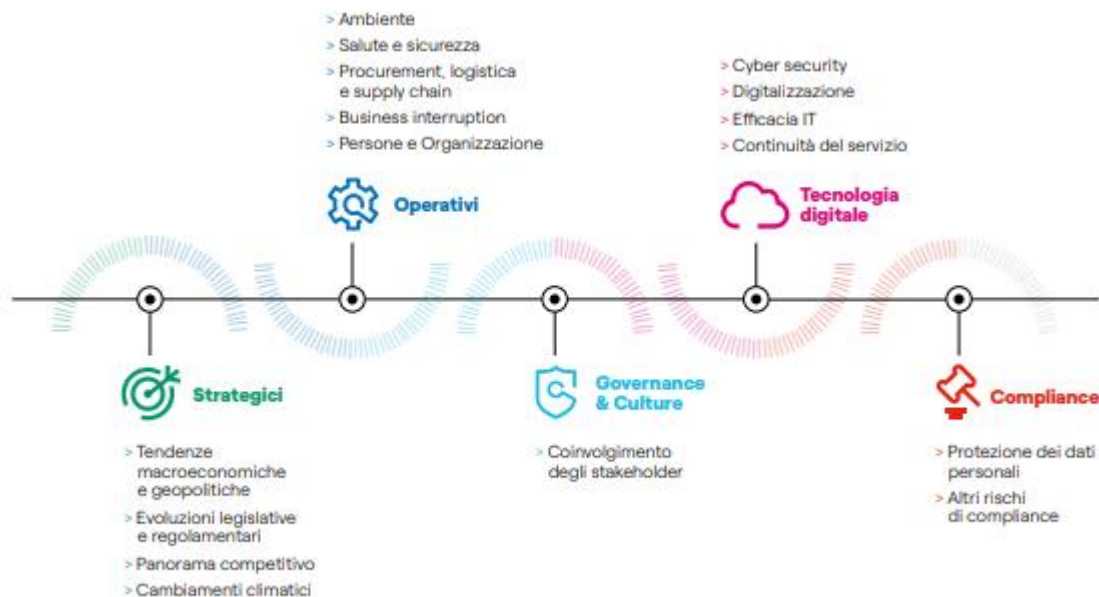 > Ambiente
> Salute e sicurezza
> Procurement, logistica
e supply chain
> Business interruption
> Persone e Organizzazione
Operativi
> Cyber security
> Digitalizzazione
> Efficacia IT
> Continuità del servizio
Tecnologia
digitale
Strategici
> Tendenze
macroeconomiche
e geopolitiche
> Evoluzioni legislative
e regolamentari
> Panorama competitivo
> Cambiamenti climatici
Governance
& Culture
> Coinvolgimento
degli stakeholder
Compliance
> Protezione dei dati
personali
> Altri rischi
di compliance